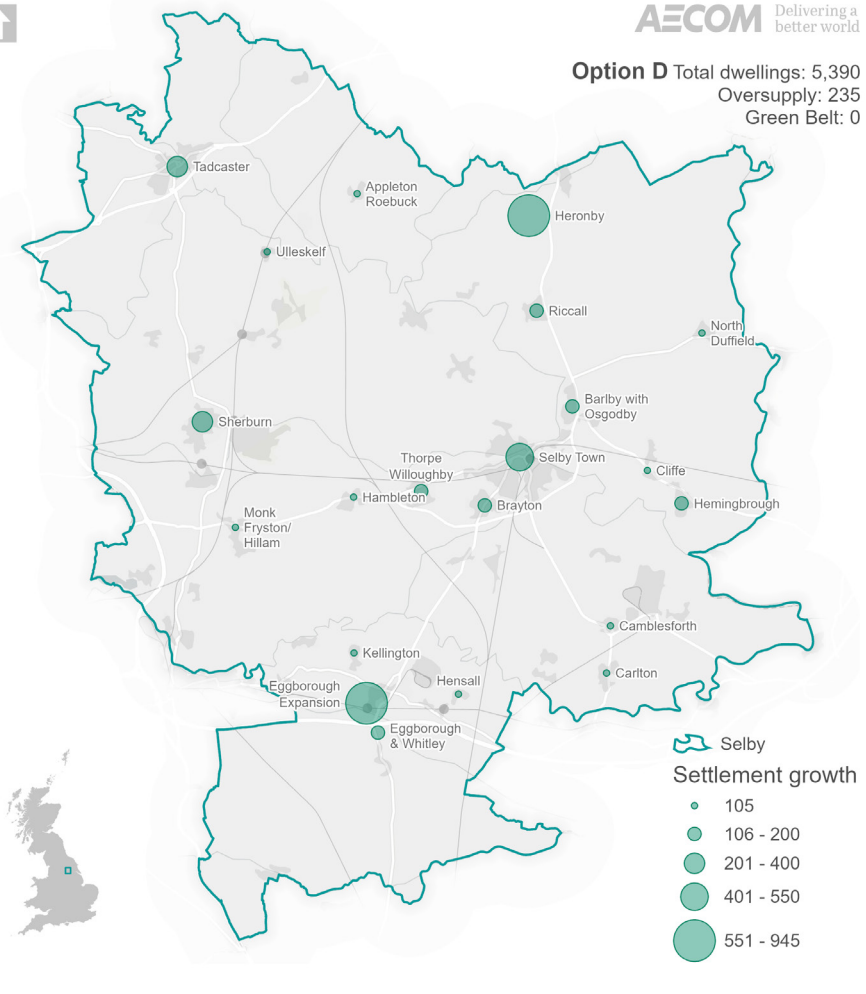 AECOM Delivering a
better world
Option D Total dwellings: 5,390
Oversupply: 235
Green Belt: 0
Tadcaster
Appleton
Roebuck
Heronby
Ulleskelf
Riccall
North
Duffield
Barlby with
Osgodby
Sherburn
Thorpe
Willoughby
Selby Town
Cliffe
Hambleton
Brayton
Hemingbrough
Monk
Fryston/
Hillam
Camblesforth
Kellington
Carlton
Hensall
Eggborough
Expansion
Eggborough
& Whitley
Selby
Settlement growth
105
106 - 200
201 - 400
401 - 550
551 - 945